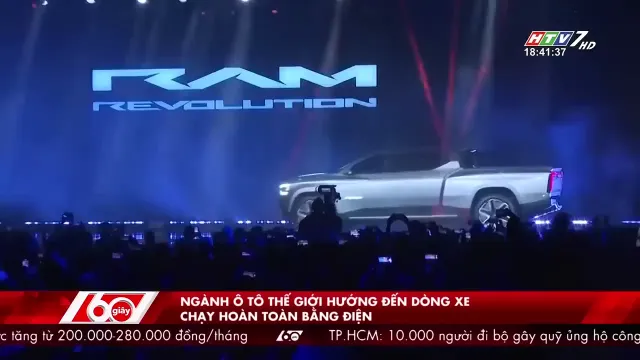 RAM
REVOLUTION
HTV7HD
18:41:37
60 giây
NGÀNH Ô TÔ THẾ GIỚI HƯỚNG ĐẾN DÒNG XE
CHẠY HOÀN TOÀN BẰNG ĐIỆN
c tăng từ 200.000-280.000 đồng/tháng 60giây TP.HCM: 10.000 người đi bộ gây quỹ ủng hộ công